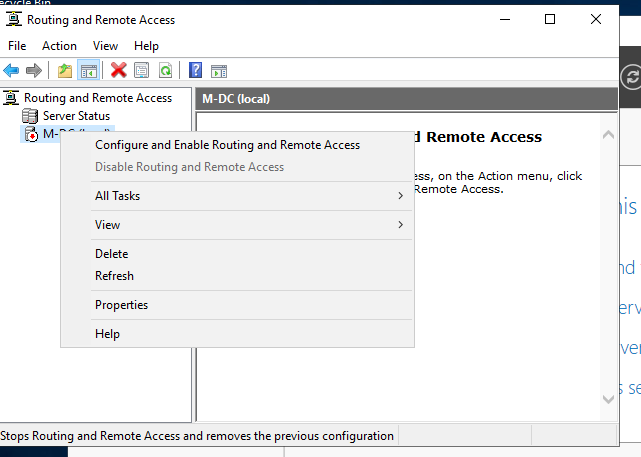 ecycle Bin
Routing and Remote Access
File Action View Help
Routing and Remote Access
Server Status
M-DC (local)
M-DC (local)
d Remote Access
ess, on the Action menu, click
Remote Access.
Configure and Enable Routing and Remote Access
Disable Routing and Remote Access
All Tasks
View
Delete
Refresh
Properties
Help
his
nd
erv
ver
s se
Stops Routing and Remote Access and removes the previous configuration